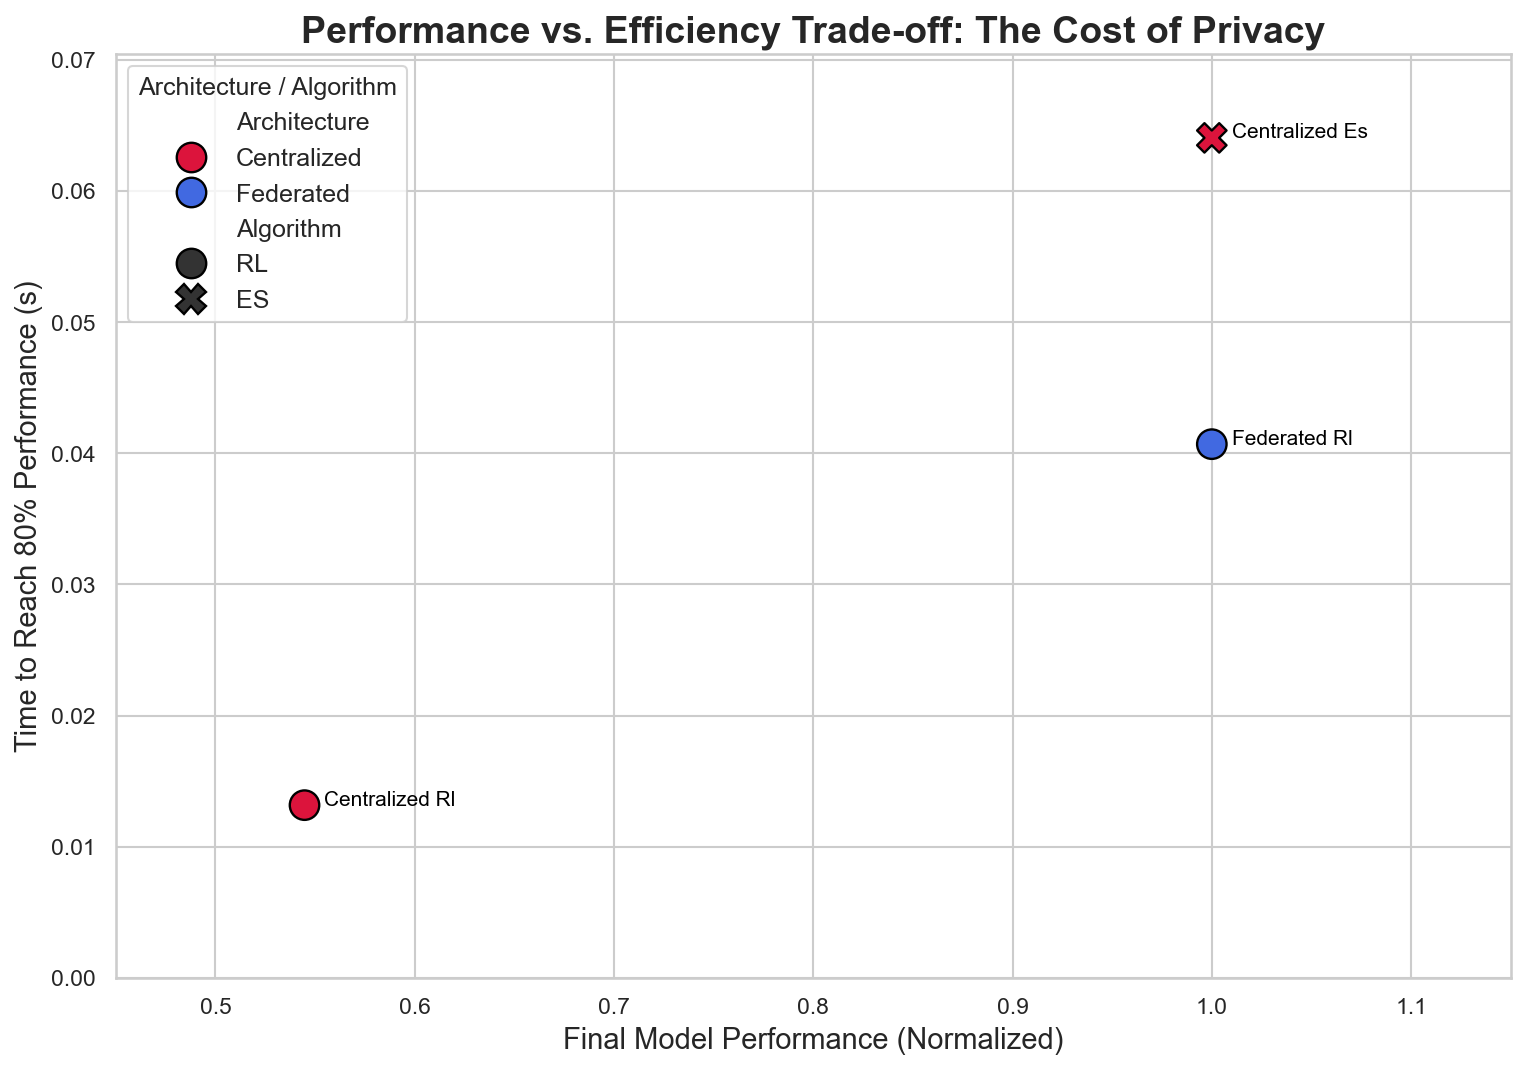 Performance vs. Efficiency Trade-off: The Cost of Privacy
Architecture / Algorithm
Architecture
Centralized
Federated
Algorithm
RL
ES
Centralized Es
Federated Rl
Centralized Rl
Time to Reach 80% Performance (s)
0.07
0.06
0.05
0.04
0.03
0.02
0.01
0.00
0.5 0.6 0.7 0.8 0.9 1.0 1.1
Final Model Performance (Normalized)